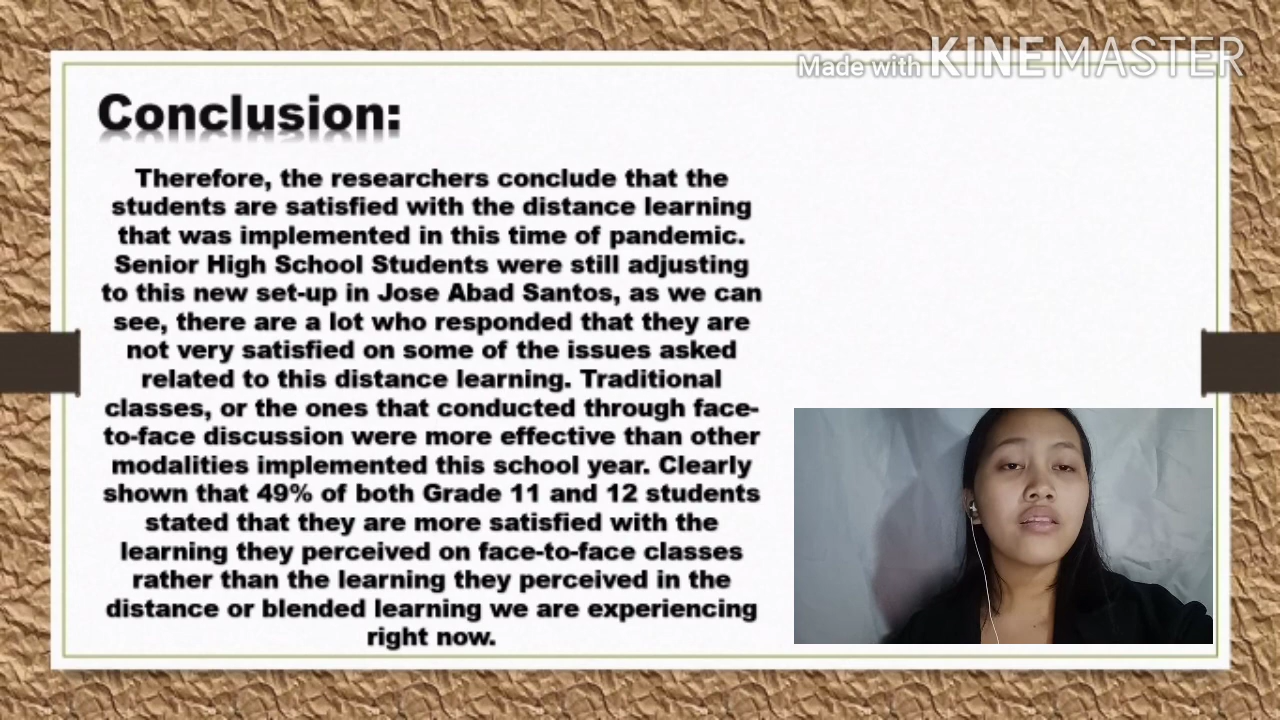 Made with KINEMASTER
Conclusion:
Therefore, the researchers conclude that the
students are satisfied with the distance learning
that was implemented in this time of pandemic.
Senior High School Students were still adjusting
to this new set-up in Jose Abad Santos, as we can
see, there are a lot who responded that they are
not very satisfied on some of the issues asked
related to this distance learning. Traditional
classes, or the ones that conducted through face-
to-face discussion were more effective than other
modalities implemented this school year. Clearly
shown that 49% of both Grade 11 and 12 students
stated that they are more satisfied with the
learning they perceived on face-to-face classes
rather than the learning they perceived in the
distance or blended learning we are experiencing
right now.